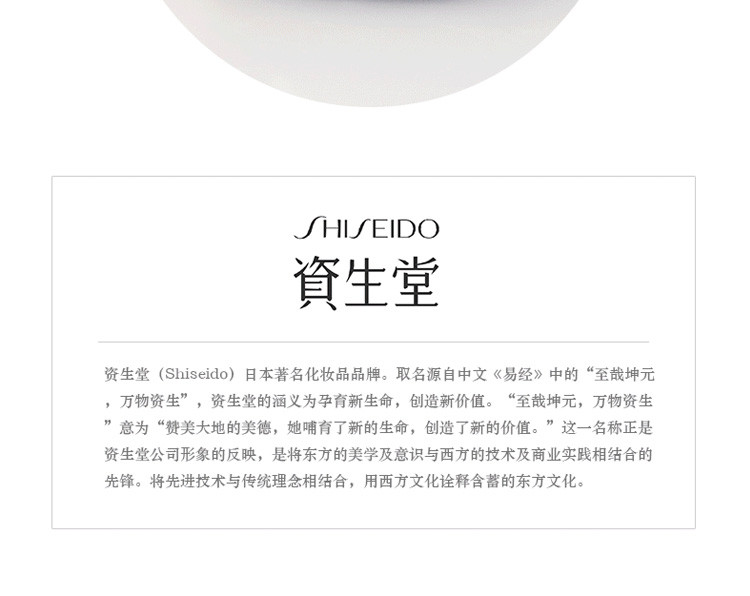 SHISEIDO
資生堂
资生堂（Shiseido）日本著名化妆品品牌。取名源自中文《易经》中的“至哉坤元
，万物资生”，资生堂的涵义为孕育新生命，创造新价值。“至哉坤元，万物资生
”意为“赞美大地的美德，她哺育了新的生命，创造了新的价值。”这一名称正是
资生堂公司形象的反映，是将东方的美学及意识与西方的技术及商业实践相结合的
先锋。将先进技术与传统理念相结合，用西方文化诠释含蓄的东方文化。